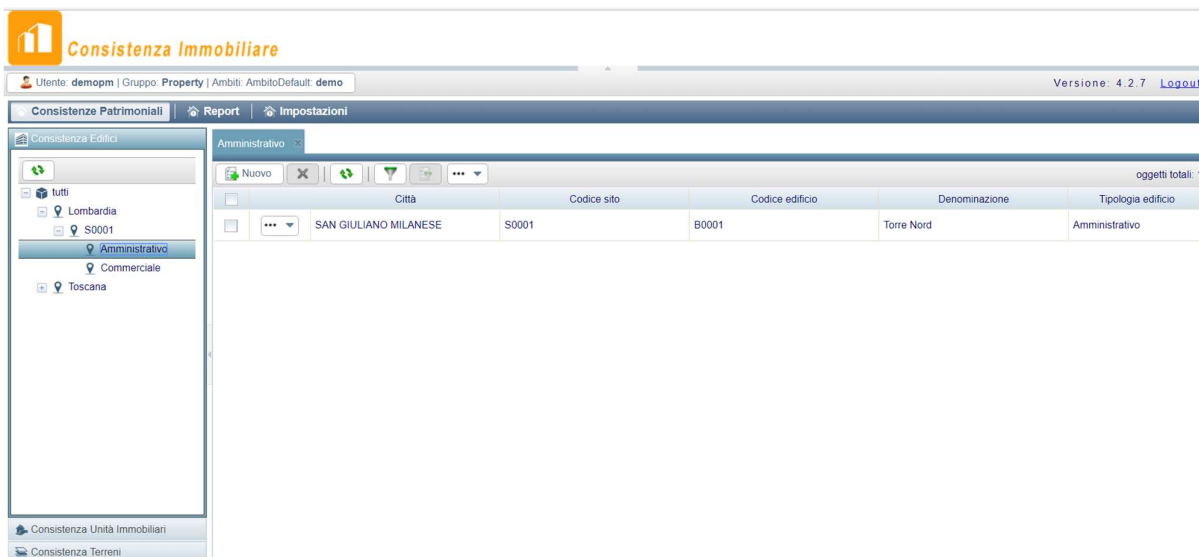 Consistenza Immobiliare
Utente: demopm | Gruppo: Property | Ambiti: AmbitoDefault: demo
Versione: 4.2.7 Logout
Consistenze Patrimoniali | Report | Impostazioni
Consistenza Edifici
Amministrativo
Nuovo
oggetti totali:
tutti
Lombardia
S0001
Amministrativo
Commerciale
Toscana
Città Codice sito Codice edificio Denominazione Tipologia edificio
SAN GIULIANO MILANESE S0001 B0001 Torre Nord Amministrativo
Consistenza Unità Immobiliari
Consistenza Terreni